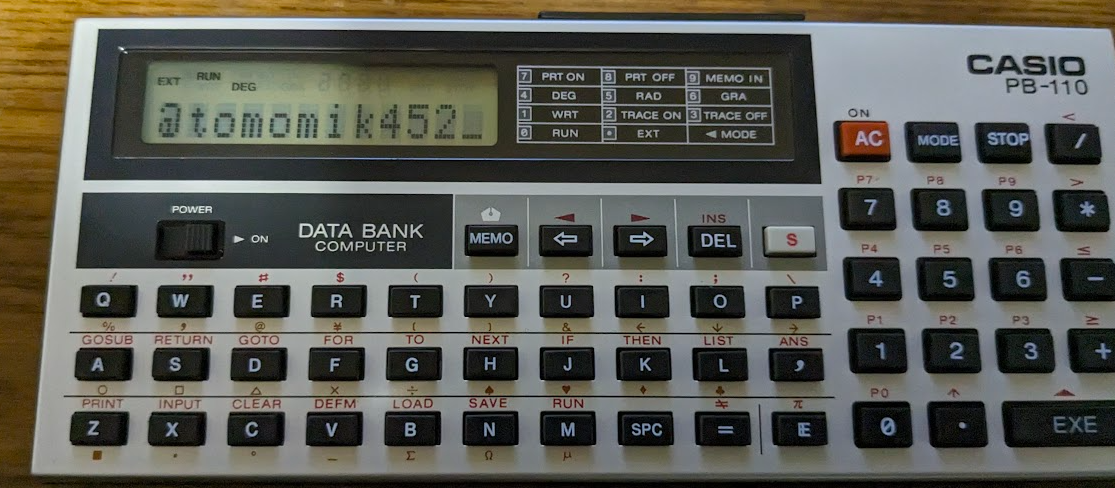 CASIO
PB-110
EXT RUN
DEG
@tomomik452_
7 PRT ON 8 PRT OFF 9 MEMO IN
4 DEG 5 RAD 6 GRA
1 WRT 2 TRACE ON 3 TRACE OFF
0 RUN • EXT ◄ MODE
POWER
► ON
DATA BANK
COMPUTER
MEMO ⇦ ⇨ DEL S
◄ ► INS
ON <
AC MODE STOP /
P7 P8 P9 >
7 8 9 *
P4 P5 P6 ≤
4 5 6 −
P1 P2 P3 ≥
1 2 3 +
P0 ↑
0 • EXE
! " # $ ( ) ? : ; \
Q W E R T Y U I O P
% ' @ ¥ [ ] & ← ↓ →
GOSUB RETURN GOTO FOR TO NEXT IF THEN LIST ANS
A S D F G H J K L ,
○ □ △ × ÷ ♠ ♥ ♦ ♣
PRINT INPUT CLEAR DEFM LOAD SAVE RUN ≠ π
Z X C V B N M SPC = E
■ • ° _ Σ Ω μ